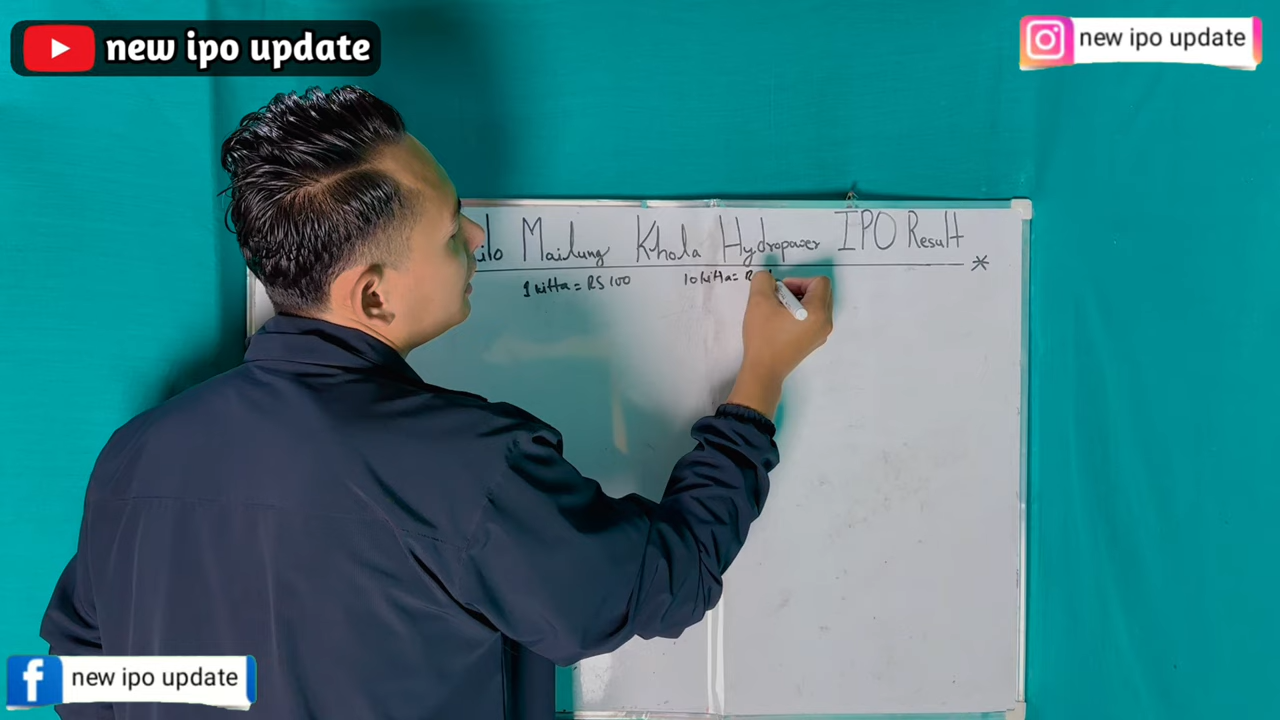 new ipo update
new ipo update
ilo Mailung Khola Hydropower IPO Result
*
1 kitta = RS 100 10 kitta = R
new ipo update